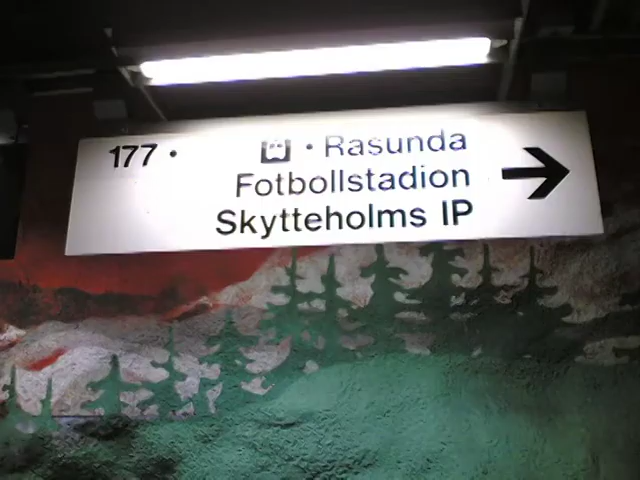 177 • • Rasunda
Fotbollstadion
Skytteholms IP